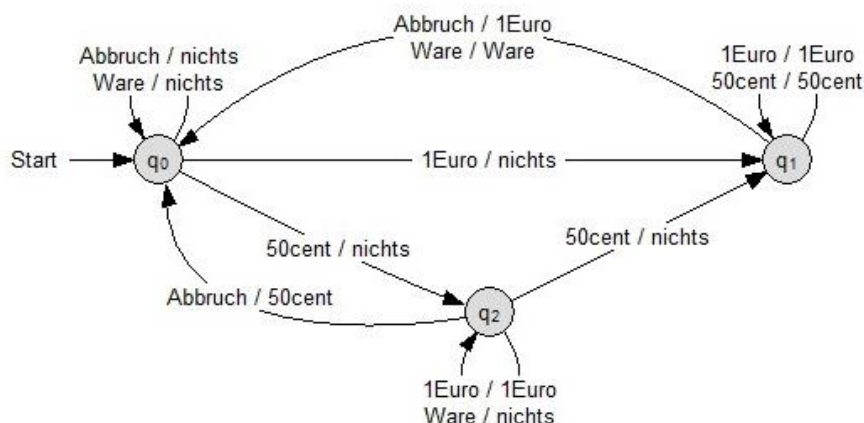 Abbruch / 1Euro
Ware / Ware
Abbruch / nichts
Ware / nichts
1Euro / 1Euro
50cent / 50cent
Start
q0
1Euro / nichts
q1
50cent / nichts
50cent / nichts
Abbruch / 50cent
q2
1Euro / 1Euro
Ware / nichts